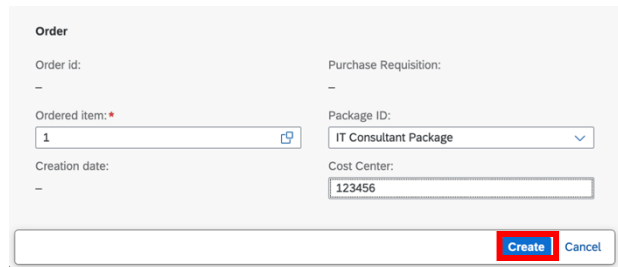 Order
Order id:
–
Purchase Requisition:
–
Ordered item:*
1
Package ID:
IT Consultant Package
Creation date:
–
Cost Center:
123456
Create Cancel